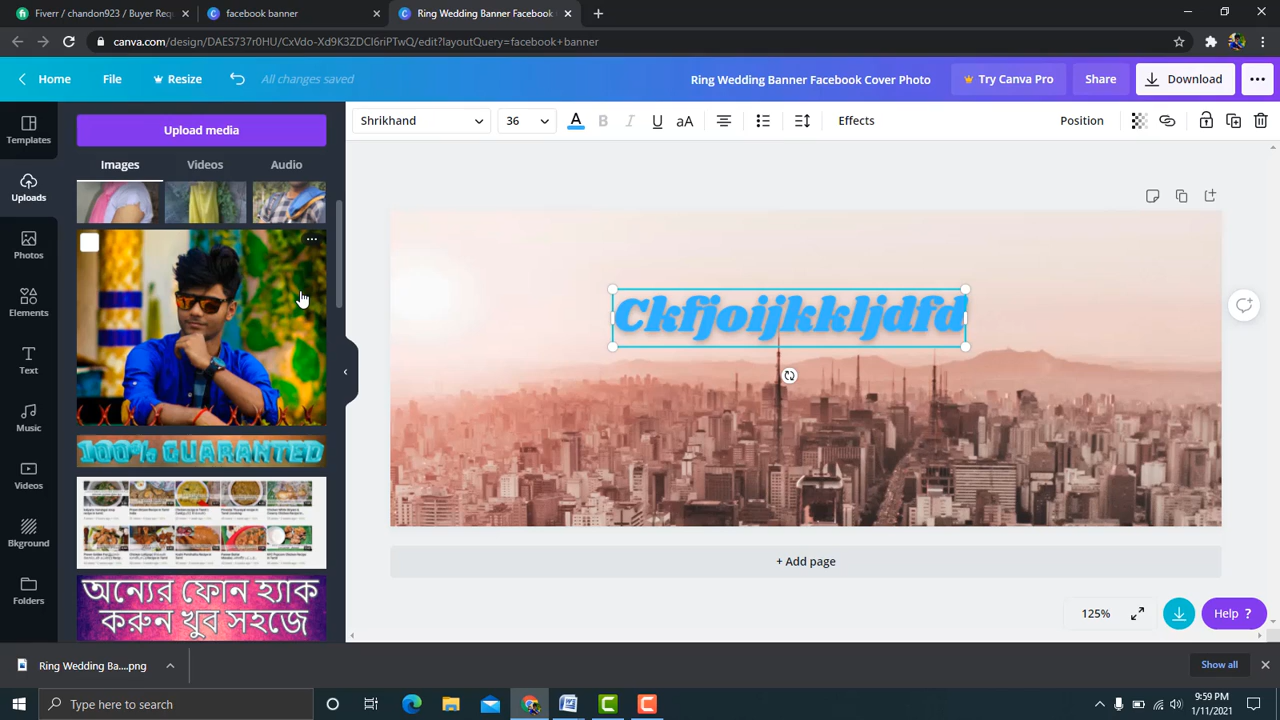 Fiverr / chandon923 / Buyer Req
facebook banner
Ring Wedding Banner Facebook Co
canva.com/design/DAES737r0HU/CxVdo-Xd9K3ZDCI6riPTwQ/edit?layoutQuery=facebook+banner
Home
File
Resize
All changes saved
Ring Wedding Banner Facebook Cover Photo
Try Canva Pro
Share
Download
Templates
Uploads
Photos
Elements
Text
Music
Videos
Bkground
Folders
Upload media
Images
Videos
Audio
100% GUARANTED
অন্যের ফোন হ্যাক
করুন খুব সহজে
Shrikhand
36
A
B
I
U
aA
Effects
Position
Ckfjoijkkljdfd
+ Add page
125%
Help ?
Ring Wedding Ba....png
Show all
Type here to search
9:59 PM
1/11/2021